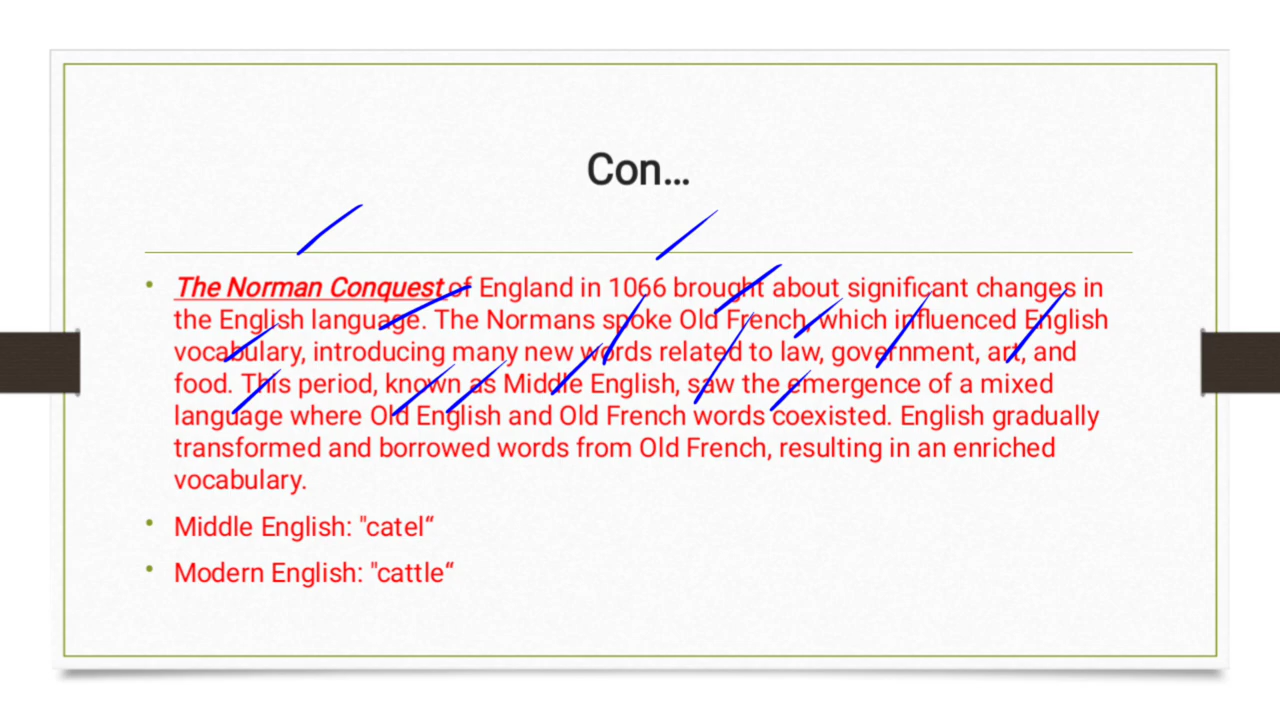 Con...
• The Norman Conquest of England in 1066 brought about significant changes in
the English language. The Normans spoke Old French, which influenced English
vocabulary, introducing many new words related to law, government, art, and
food. This period, known as Middle English, saw the emergence of a mixed
language where Old English and Old French words coexisted. English gradually
transformed and borrowed words from Old French, resulting in an enriched
vocabulary.
• Middle English: "catel“
• Modern English: "cattle“